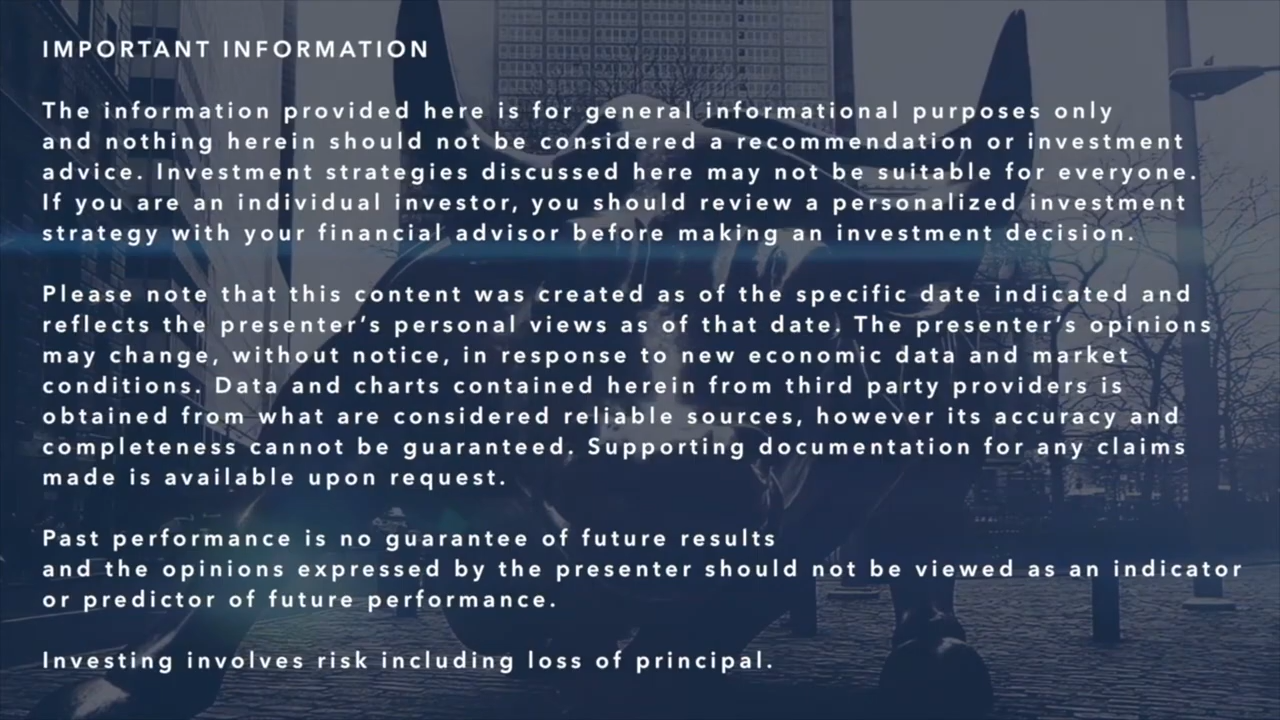 IMPORTANT INFORMATION
The information provided here is for general informational purposes only
and nothing herein should not be considered a recommendation or investment
advice. Investment strategies discussed here may not be suitable for everyone.
If you are an individual investor, you should review a personalized investment
strategy with your financial advisor before making an investment decision.
Please note that this content was created as of the specific date indicated and
reflects the presenter’s personal views as of that date. The presenter’s opinions
may change, without notice, in response to new economic data and market
conditions. Data and charts contained herein from third party providers is
obtained from what are considered reliable sources, however its accuracy and
completeness cannot be guaranteed. Supporting documentation for any claims
made is available upon request.
Past performance is no guarantee of future results
and the opinions expressed by the presenter should not be viewed as an indicator
or predictor of future performance.
Investing involves risk including loss of principal.